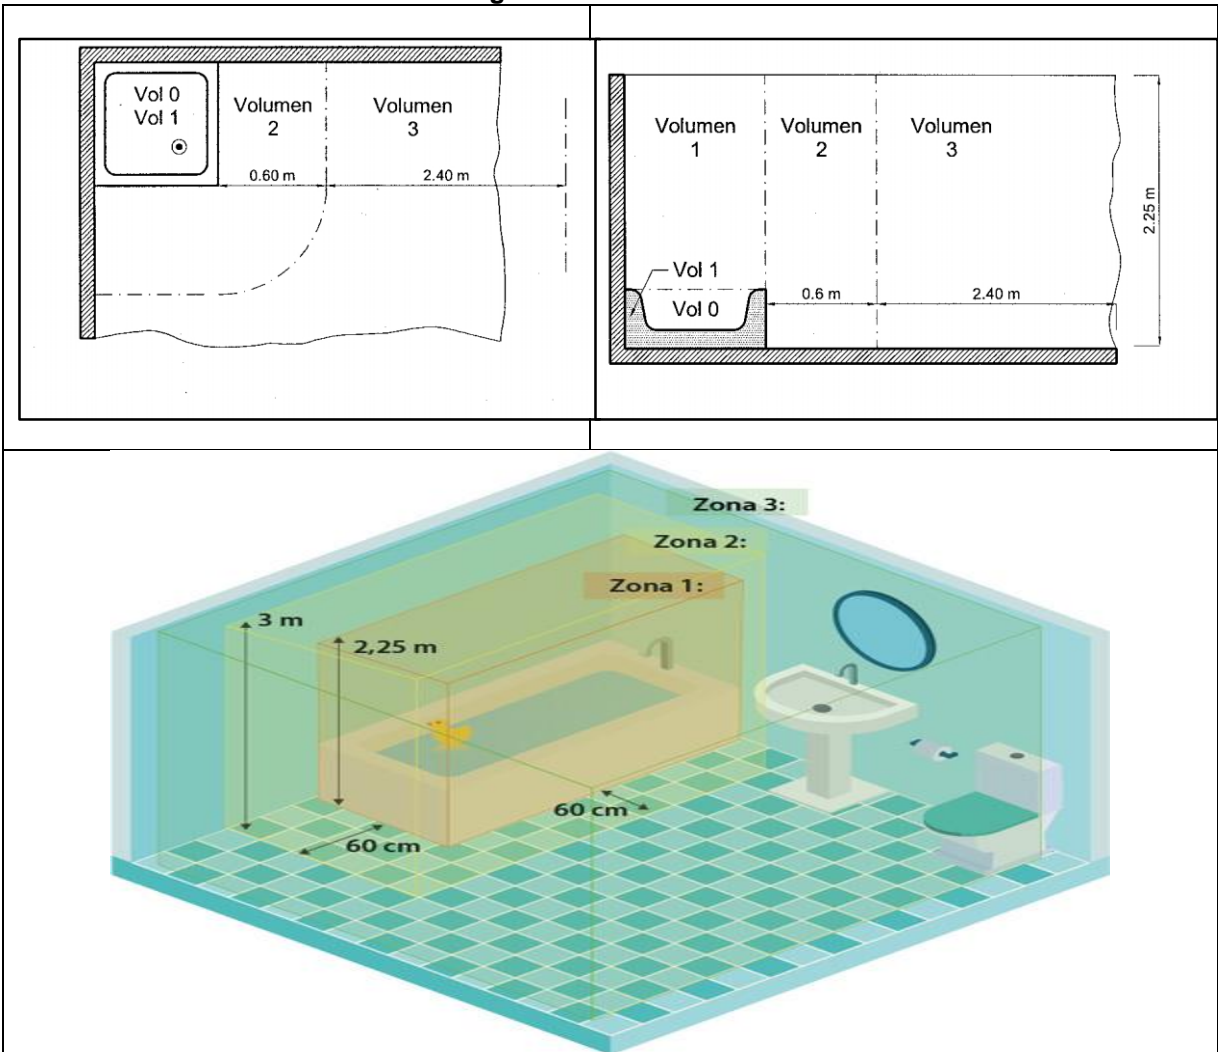 g
Vol 0
Vol 1
Volumen
2
Volumen
3
0.60 m
2.40 m
Volumen
1
Volumen
2
Volumen
3
2.25 m
Vol 1
Vol 0
0.6 m
2.40 m
Zona 3:
Zona 2:
Zona 1:
3 m
2,25 m
60 cm
60 cm